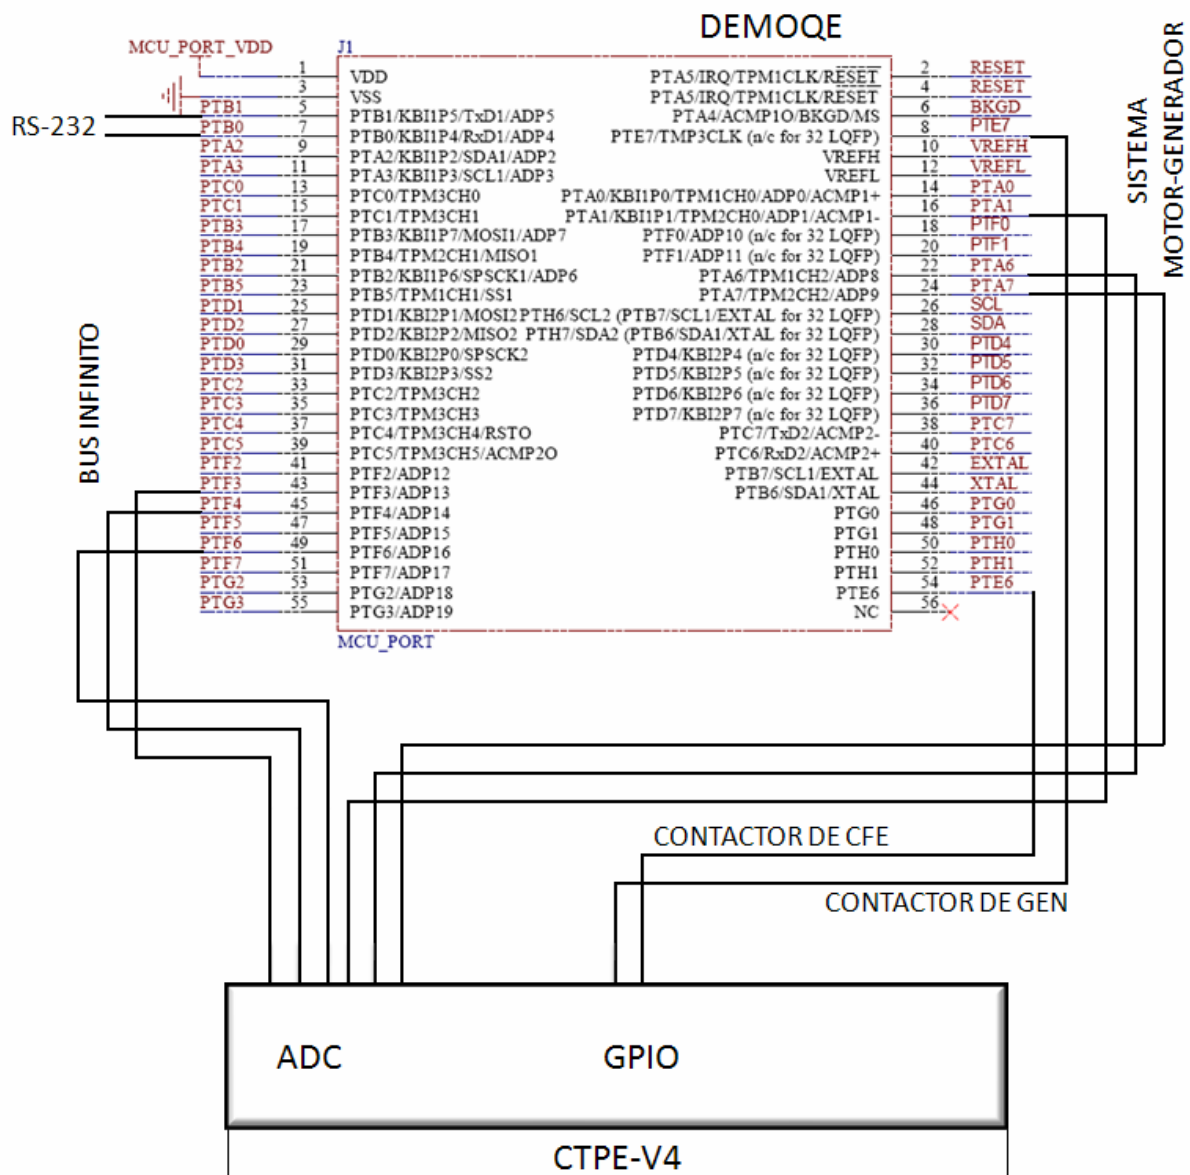 DEMOQE
MCU_PORT_VDD
J1
SISTEMA
MOTOR-GENERADOR
RS-232
BUS INFINITO
1 VDD
3 VSS
PTB1 5 PTB1/KBI1P5/TxD1/ADP5
PTB0 7 PTB0/KBI1P4/RxD1/ADP4
PTA2 9 PTA2/KBI1P2/SDA1/ADP2
PTA3 11 PTA3/KBI1P3/SCL1/ADP3
PTC0 13 PTC0/TPM3CH0
PTC1 15 PTC1/TPM3CH1
PTB3 17 PTB3/KBI1P7/MOSI1/ADP7
PTB4 19 PTB4/TPM2CH1/MISO1
PTB2 21 PTB2/KBI1P6/SPSCK1/ADP6
PTB5 23 PTB5/TPM1CH1/SS1
PTD1 25 PTD1/KBI2P1/MOSI2
PTD2 27 PTD2/KBI2P2/MISO2
PTD0 29 PTD0/KBI2P0/SPSCK2
PTD3 31 PTD3/KBI2P3/SS2
PTC2 33 PTC2/TPM3CH2
PTC3 35 PTC3/TPM3CH3
PTC4 37 PTC4/TPM3CH4/RSTO
PTC5 39 PTC5/TPM3CH5/ACMP2O
PTF2 41 PTF2/ADP12
PTF3 43 PTF3/ADP13
PTF4 45 PTF4/ADP14
PTF5 47 PTF5/ADP15
PTF6 49 PTF6/ADP16
PTF7 51 PTF7/ADP17
PTG2 53 PTG2/ADP18
PTG3 55 PTG3/ADP19
PTA5/IRQ/TPM1CLK/RESET 2 RESET
PTA5/IRQ/TPM1CLK/RESET 4 RESET
PTA4/ACMP1O/BKGD/MS 6 BKGD
PTE7/TMP3CLK (n/c for 32 LQFP) 8 PTE7
VREFH 10 VREFH
VREFL 12 VREFL
PTA0/KBI1P0/TPM1CH0/ADP0/ACMP1+ 14 PTA0
PTA1/KBI1P1/TPM2CH0/ADP1/ACMP1- 16 PTA1
PTF0/ADP10 (n/c for 32 LQFP) 18 PTF0
PTF1/ADP11 (n/c for 32 LQFP) 20 PTF1
PTA6/TPM1CH2/ADP8 22 PTA6
PTA7/TPM2CH2/ADP9 24 PTA7
PTH6/SCL2 (PTB7/SCL1/EXTAL for 32 LQFP) 26 SCL
PTH7/SDA2 (PTB6/SDA1/XTAL for 32 LQFP) 28 SDA
PTD4/KBI2P4 (n/c for 32 LQFP) 30 PTD4
PTD5/KBI2P5 (n/c for 32 LQFP) 32 PTD5
PTD6/KBI2P6 (n/c for 32 LQFP) 34 PTD6
PTD7/KBI2P7 (n/c for 32 LQFP) 36 PTD7
PTC7/TxD2/ACMP2- 38 PTC7
PTC6/RxD2/ACMP2+ 40 PTC6
PTB7/SCL1/EXTAL 42 EXTAL
PTB6/SDA1/XTAL 44 XTAL
PTG0 46 PTG0
PTG1 48 PTG1
PTH0 50 PTH0
PTH1 52 PTH1
PTE6 54 PTE6
NC 56
MCU_PORT
CONTACTOR DE CFE
CONTACTOR DE GEN
ADC
GPIO
CTPE-V4